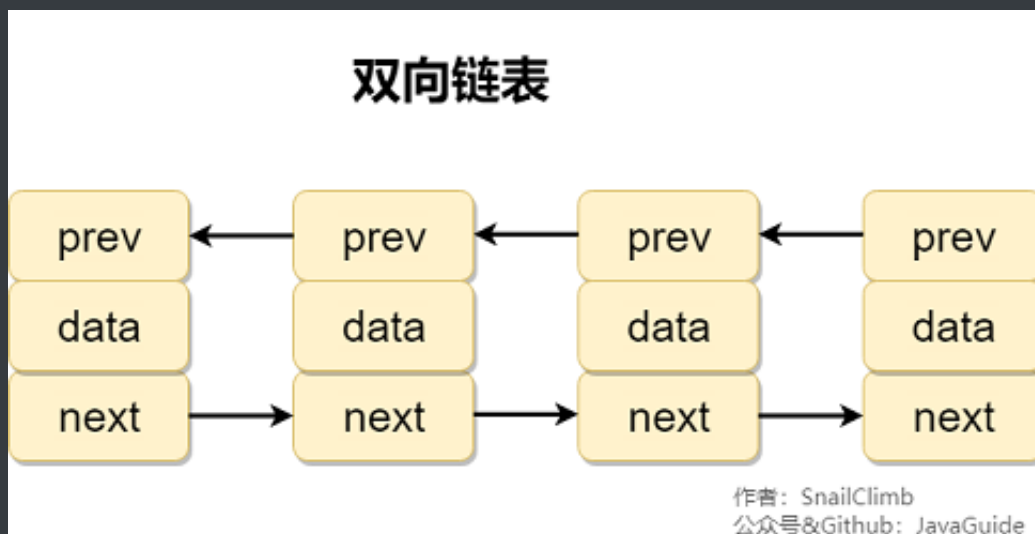 双向链表
prev prev prev prev
data data data data
next next next next
作者：SnailClimb
公众号&Github：JavaGuide